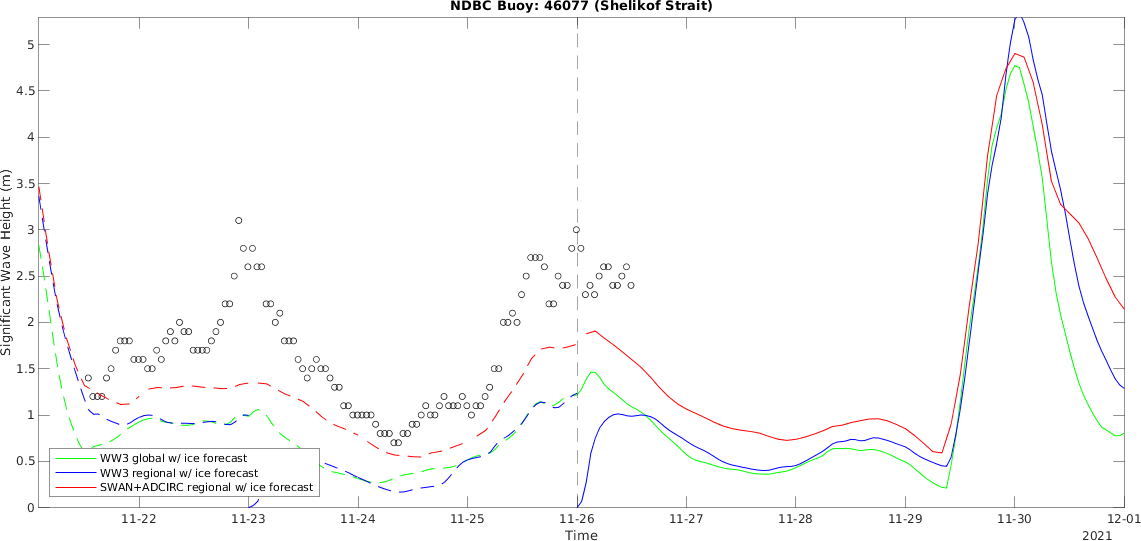 NDBC Buoy: 46077 (Shelikof Strait)
5
4.5
4
3.5
3
2.5
2
1.5
1
0.5
0
Significant Wave Height (m)
WW3 global w/ ice forecast
WW3 regional w/ ice forecast
SWAN+ADCIRC regional w/ ice forecast
11-22 11-23 11-24 11-25 11-26 11-27 11-28 11-29 11-30 12-01
Time
2021